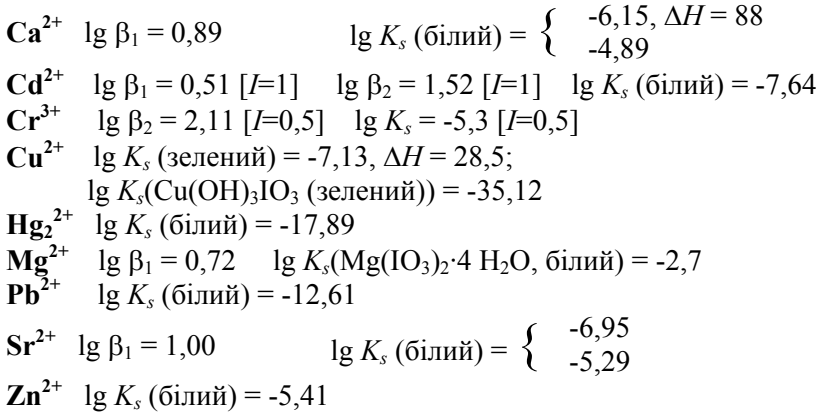 Ca²⁺ lg β₁ = 0,89 lg Kₛ (білий) = { -6,15, ΔH = 88
-4,89
Cd²⁺ lg β₁ = 0,51 [I=1] lg β₂ = 1,52 [I=1] lg Kₛ (білий) = -7,64
Cr³⁺ lg β₂ = 2,11 [I=0,5] lg Kₛ = -5,3 [I=0,5]
Cu²⁺ lg Kₛ (зелений) = -7,13, ΔH = 28,5;
lg Kₛ(Cu(OH)₃IO₃ (зелений)) = -35,12
Hg₂²⁺ lg Kₛ (білий) = -17,89
Mg²⁺ lg β₁ = 0,72 lg Kₛ(Mg(IO₃)₂·4 H₂O, білий) = -2,7
Pb²⁺ lg Kₛ (білий) = -12,61
Sr²⁺ lg β₁ = 1,00 lg Kₛ (білий) = { -6,95
-5,29
Zn²⁺ lg Kₛ (білий) = -5,41